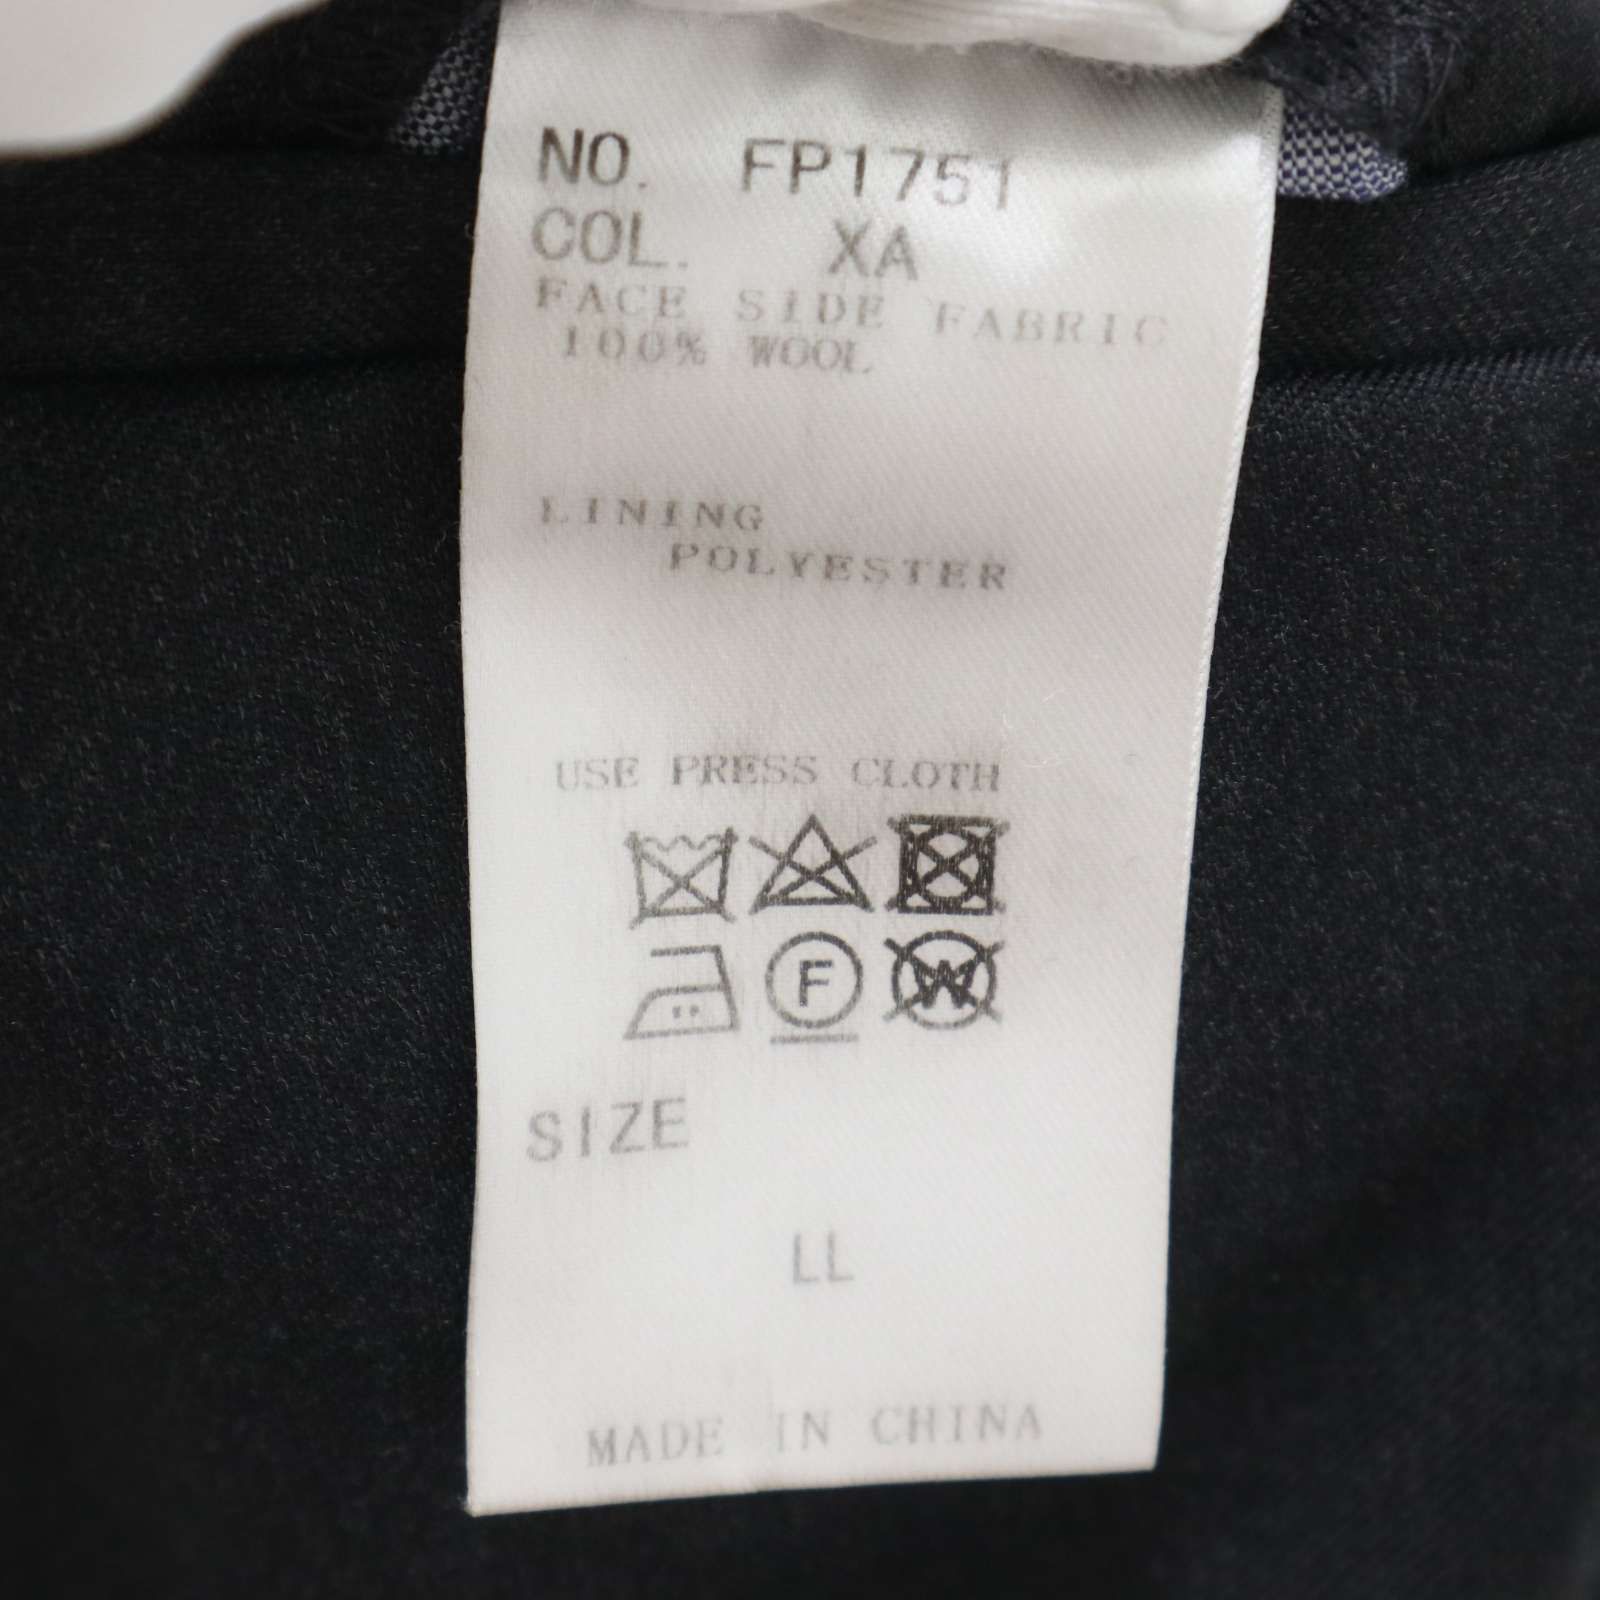 NO. FP1751
COL. XA
FACE SIDE FABRIC
100% WOOL
LINING
POLYESTER
USE PRESS CLOTH
F W
SIZE
LL
MADE IN CHINA